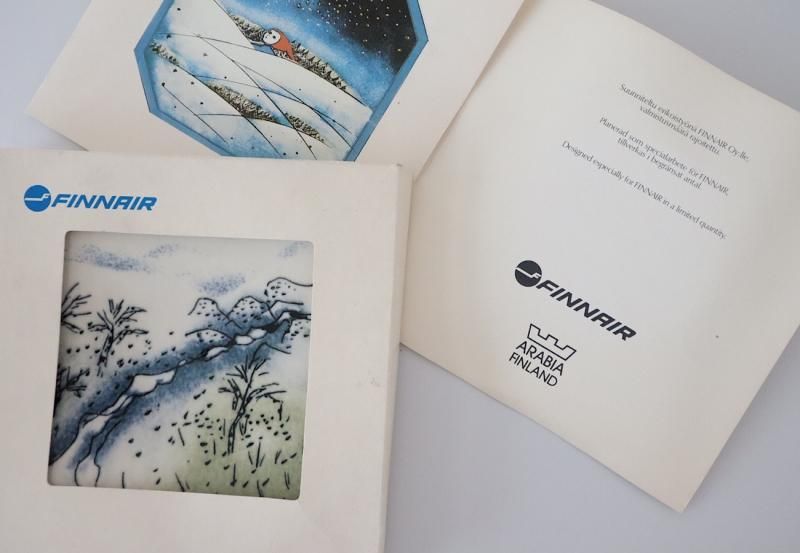 FINNAIR
Suunniteltu erikoistyönä FINNAIR Oy:lle,
valmistusmäärä rajoitettu.
Planerad som specialarbete för FINNAIR,
tillverkas i begränsat antal.
Designed especially for FINNAIR in a limited quantity.
FINNAIR
ARABIA
FINLAND